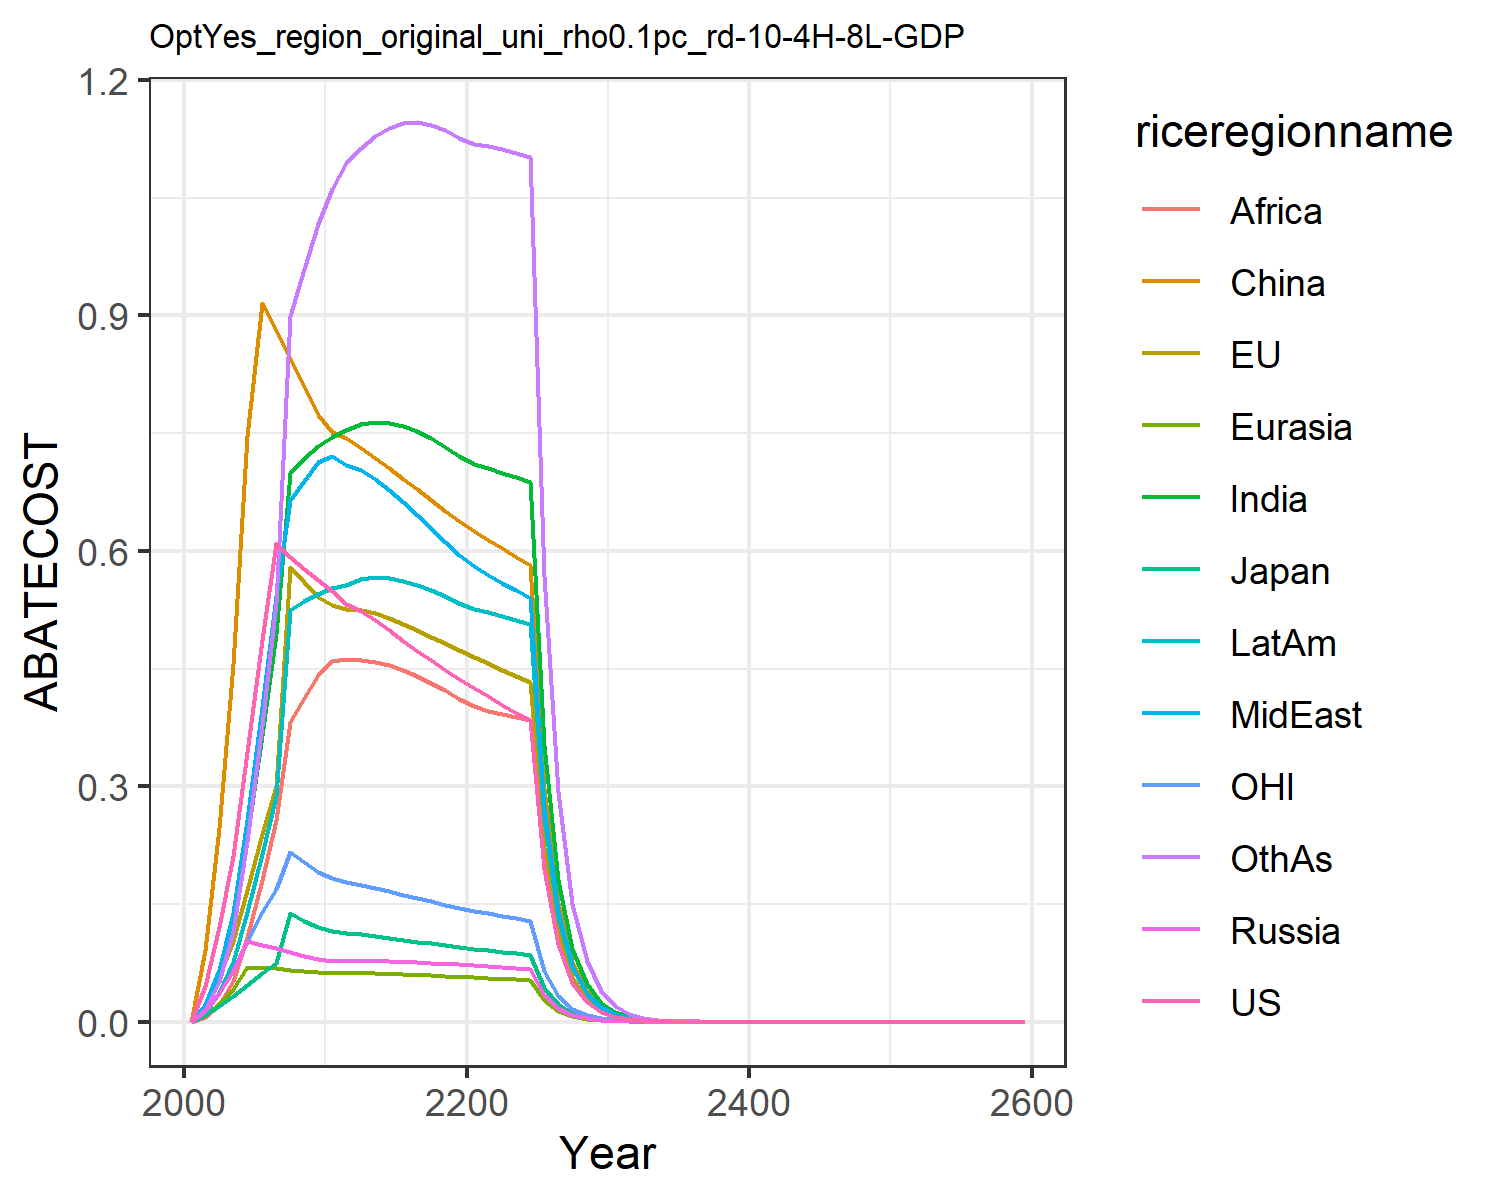 OptYes_region_original_uni_rho0.1pc_rd-10-4H-8L-GDP
1.2
0.9
0.6
0.3
0.0
ABATECOST
2000 2200 2400 2600
Year
riceregionname
Africa
China
EU
Eurasia
India
Japan
LatAm
MidEast
OHI
OthAs
Russia
US